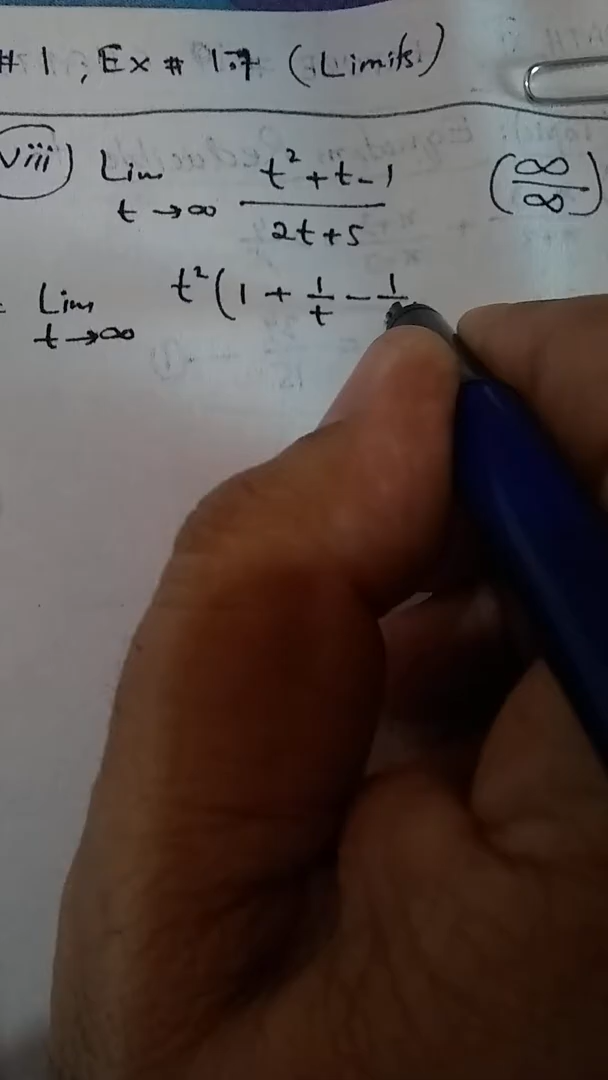 # 1, Ex # 1.7 (Limits)
viii) Lim t→∞ t²+t-1 / 2t+5 (∞/∞)
= Lim t→∞ t²(1 + 1/t - 1/